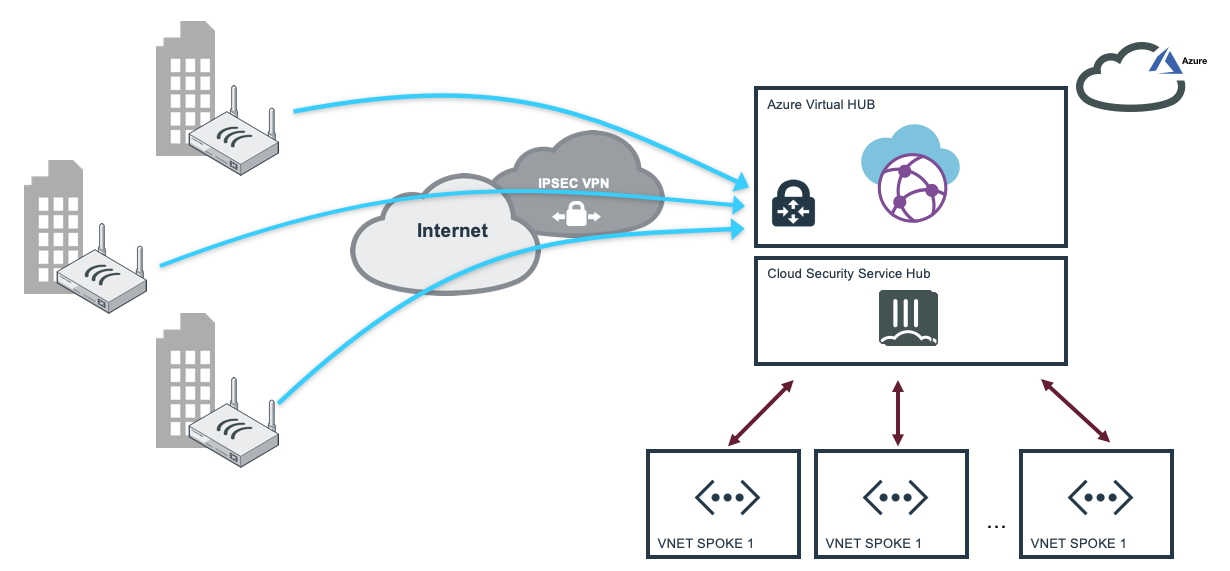 Azure
Azure Virtual HUB
IPSEC VPN
Internet
Cloud Security Service Hub
VNET SPOKE 1
VNET SPOKE 1
...
VNET SPOKE 1